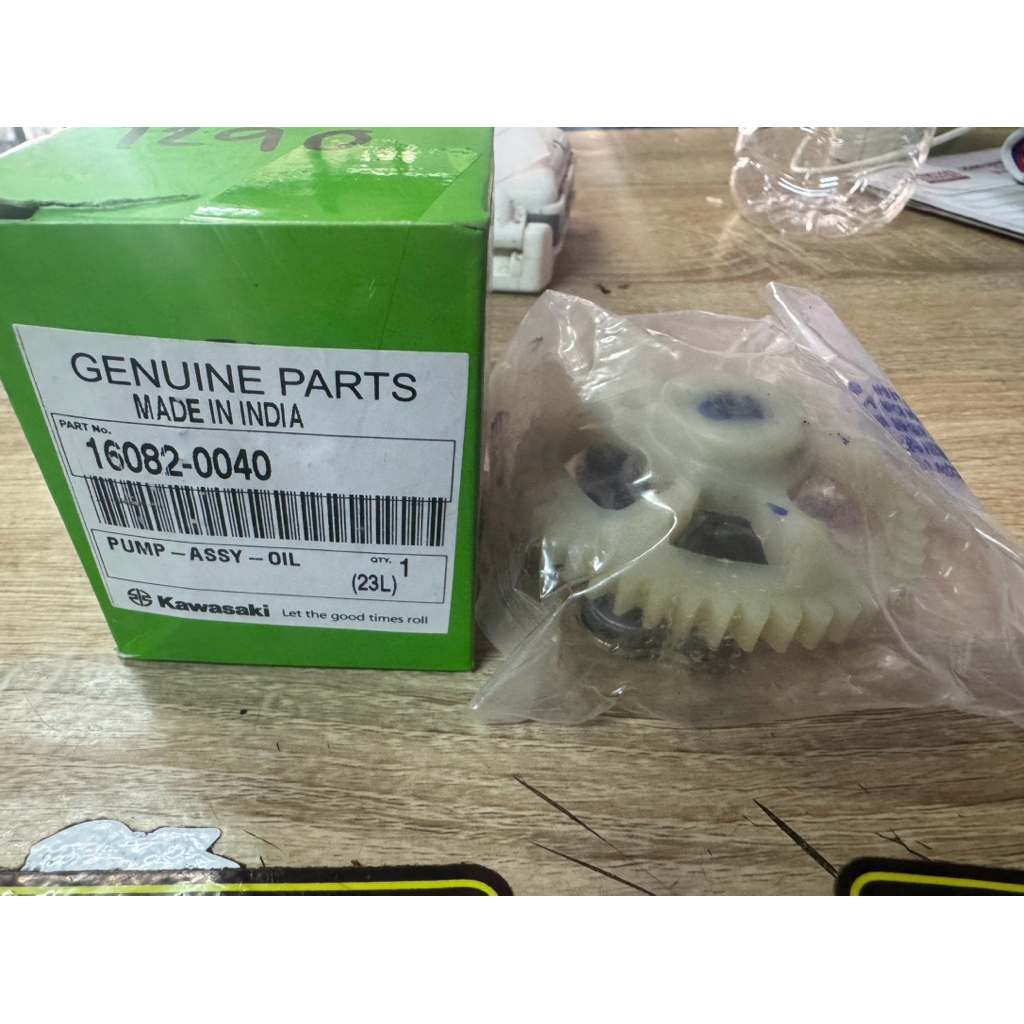 1290
GENUINE PARTS
MADE IN INDIA
PART No.
16082-0040
PUMP-ASSY-OIL
QTY. 1
(23L)
Kawasaki Let the good times roll